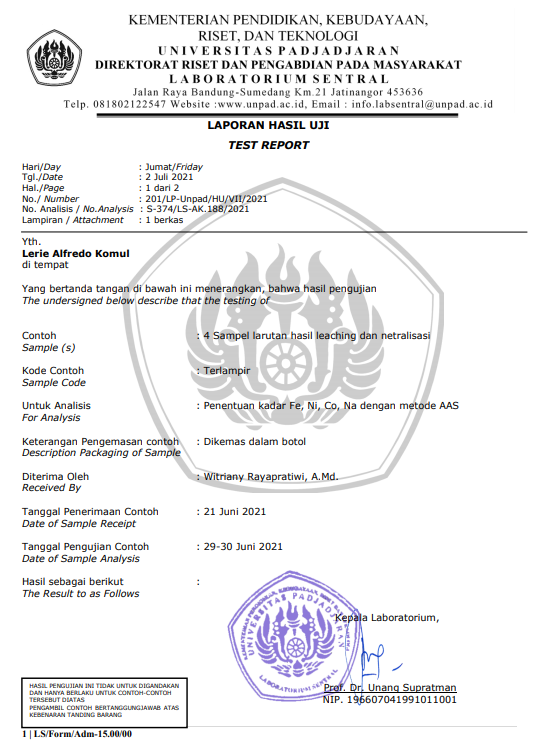 KEMENTERIAN PENDIDIKAN, KEBUDAYAAN,
RISET, DAN TEKNOLOGI
UNIVERSITAS PADJADJARAN
DIREKTORAT RISET DAN PENGABDIAN PADA MASYARAKAT
LABORATORIUM SENTRAL
Jalan Raya Bandung-Sumedang Km.21 Jatinangor 453636
Telp. 081802122547 Website :www.unpad.ac.id, Email : info.labsentral@unpad.ac.id
LAPORAN HASIL UJI
TEST REPORT
Hari/Day : Jumat/Friday
Tgl./Date : 2 Juli 2021
Hal./Page : 1 dari 2
No./ Number : 201/LP-Unpad/HU/VII/2021
No. Analisis / No.Analysis : S-374/LS-AK.188/2021
Lampiran / Attachment : 1 berkas
Yth.
Lerie Alfredo Komul
di tempat
Yang bertanda tangan di bawah ini menerangkan, bahwa hasil pengujian
The undersigned below describe that the testing of
Contoh : 4 Sampel larutan hasil leaching dan netralisasi
Sample (s)
Kode Contoh : Terlampir
Sample Code
Untuk Analisis : Penentuan kadar Fe, Ni, Co, Na dengan metode AAS
For Analysis
Keterangan Pengemasan contoh : Dikemas dalam botol
Description Packaging of Sample
Diterima Oleh : Witriany Rayapratiwi, A.Md.
Received By
Tanggal Penerimaan Contoh : 21 Juni 2021
Date of Sample Receipt
Tanggal Pengujian Contoh : 29-30 Juni 2021
Date of Sample Analysis
Hasil sebagai berikut :
The Result to as Follows
Kepala Laboratorium,
UNIVERSITAS PADJADJARAN
LABORATORIUM SENTRAL
Prof. Dr. Unang Supratman
NIP. 196607041991011001
HASIL PENGUJIAN INI TIDAK UNTUK DIGANDAKAN
DAN HANYA BERLAKU UNTUK CONTOH-CONTOH
TERSEBUT DIATAS
PENGAMBIL CONTOH BERTANGGUNGJAWAB ATAS
KEBENARAN TANDING BARANG
1 | LS/Form/Adm-15.00/00